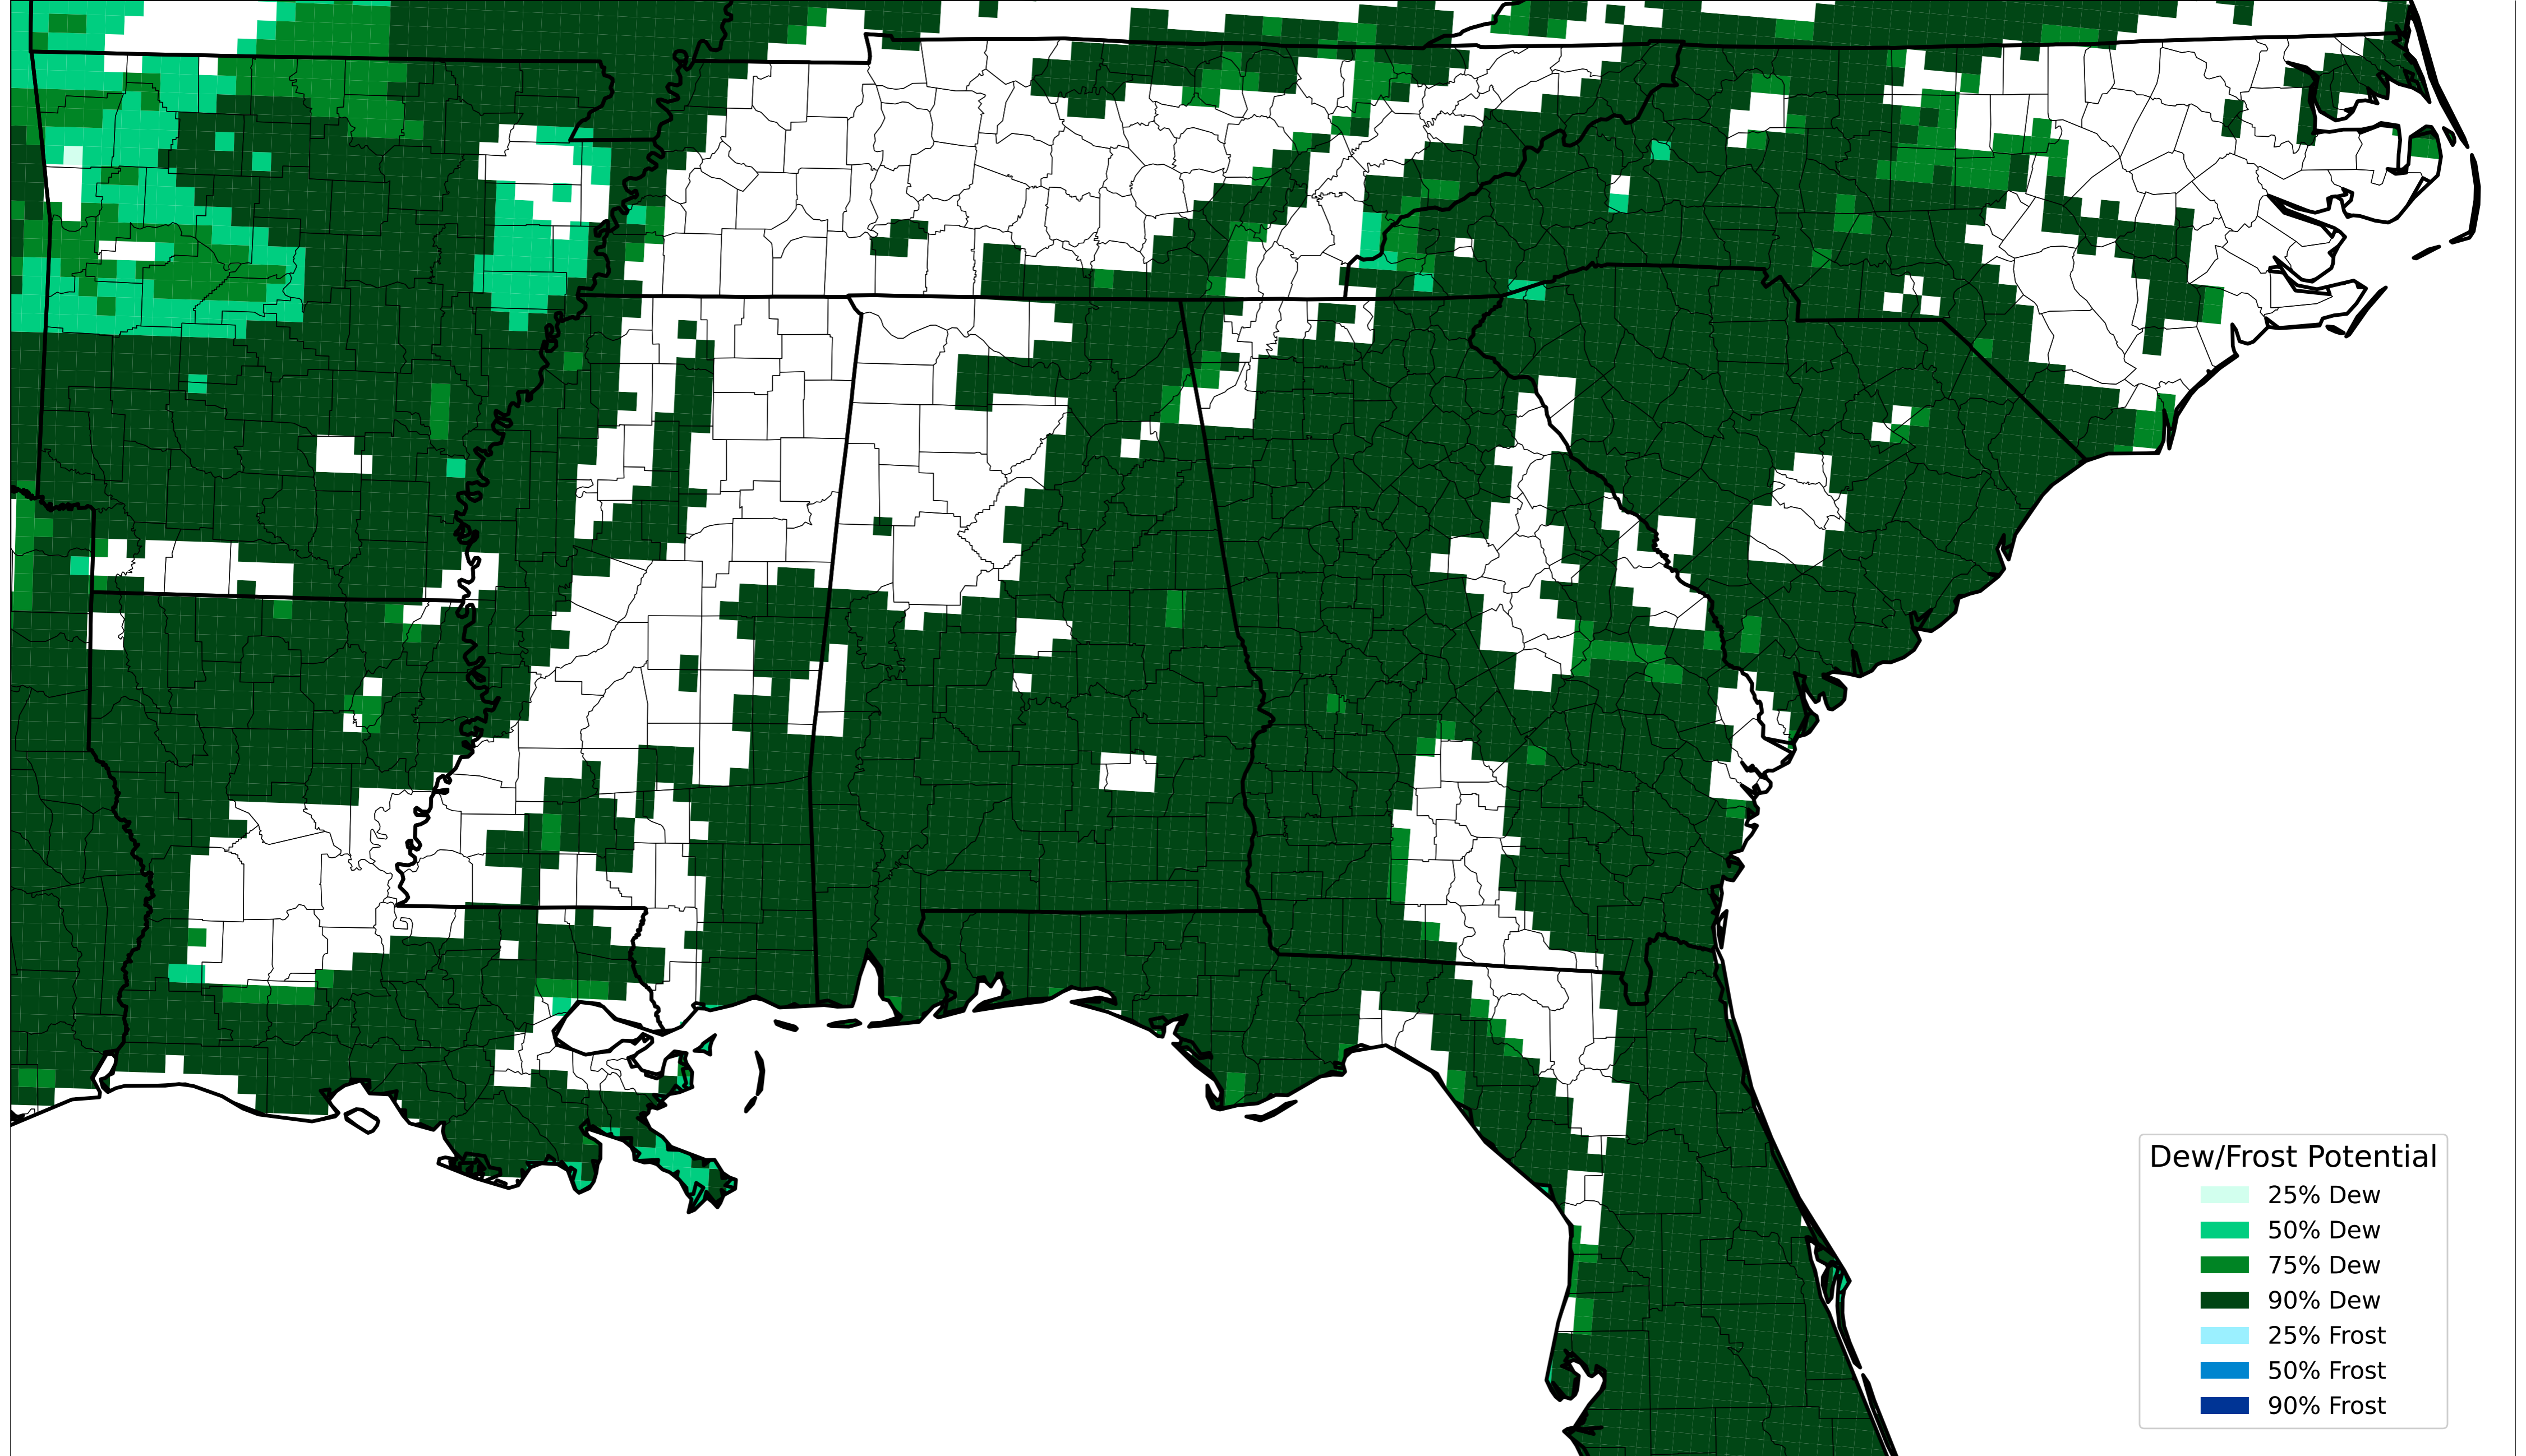 Dew/Frost Potential
25% Dew
50% Dew
75% Dew
90% Dew
25% Frost
50% Frost
90% Frost